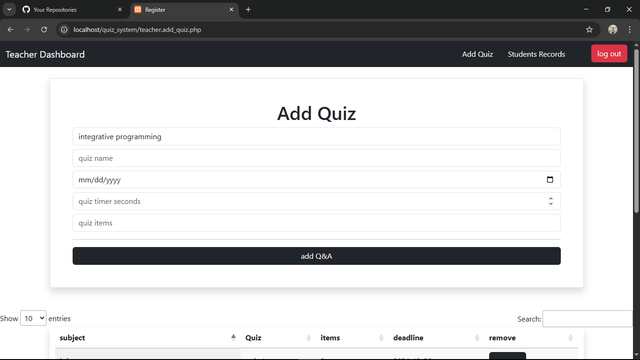 Your Repositories
Register
localhost/quiz_system/teacher.add_quiz.php
Teacher Dashboard
Add Quiz
Students Records
log out
Add Quiz
integrative programming
quiz name
mm/dd/yyyy
quiz timer seconds
quiz items
add Q&A
Show 10 entries
Search:
subject Quiz items deadline remove